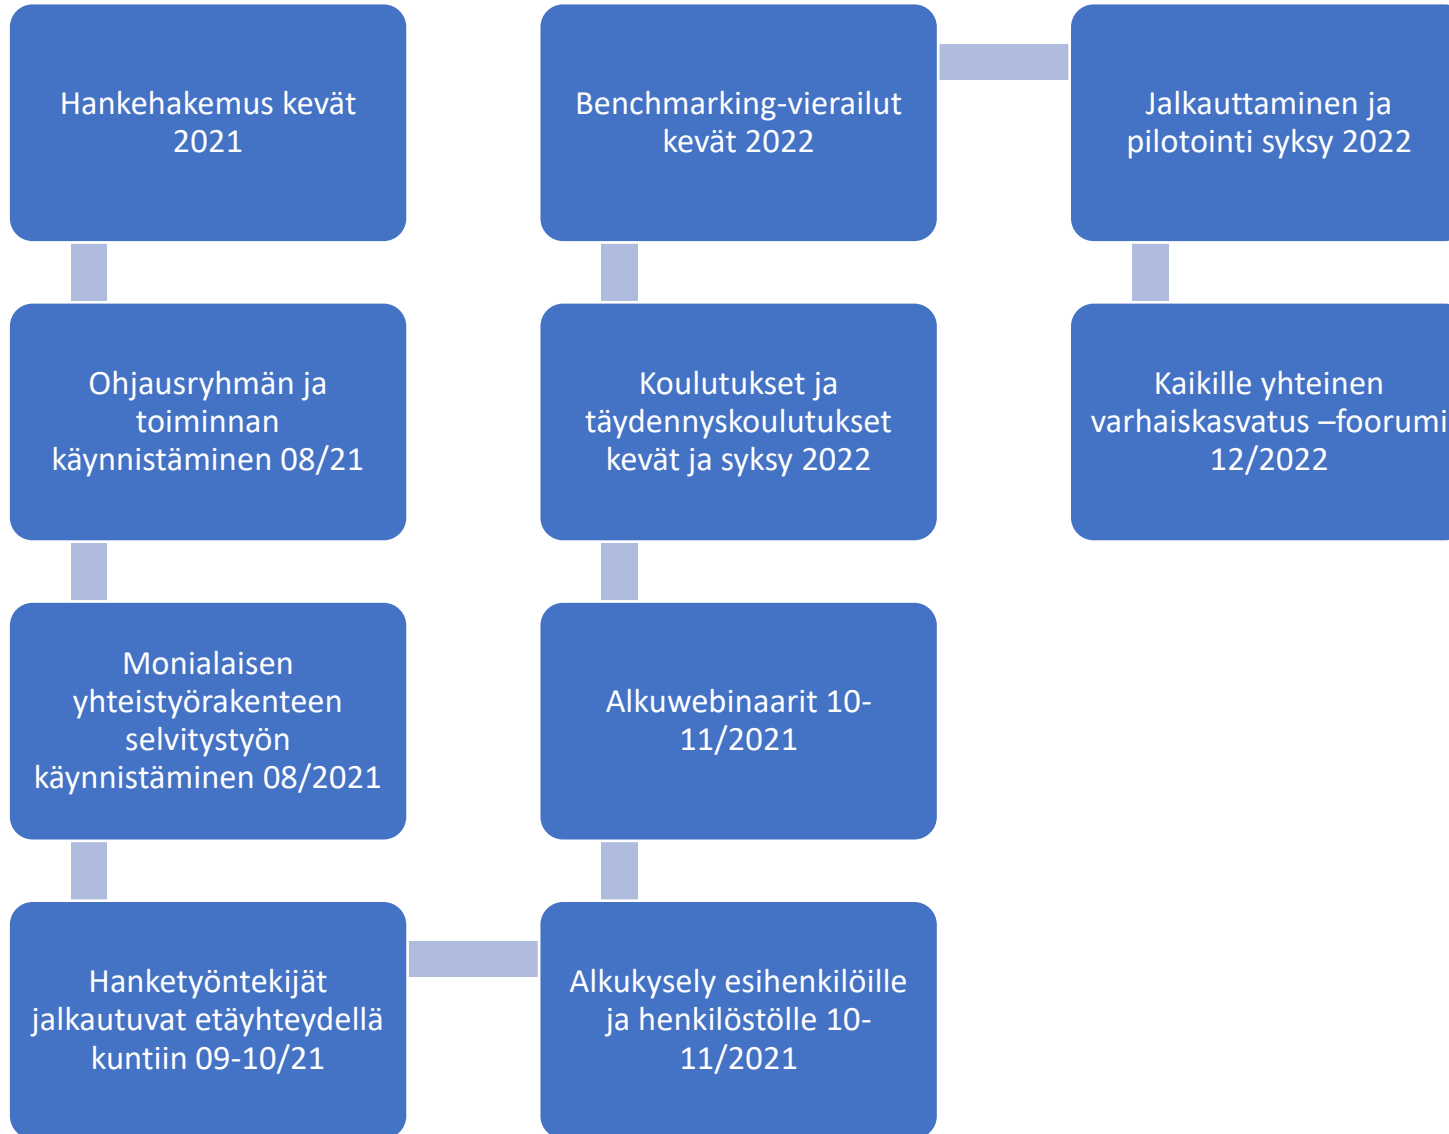 Hankehakemus kevät
2021
Ohjausryhmän ja
toiminnan
käynnistäminen 08/21
Monialaisen
yhteistyörakenteen
selvitystyön
käynnistäminen 08/2021
Hanketyöntekijät
jalkautuvat etäyhteydellä
kuntiin 09-10/21
Alkukysely esihenkilöille
ja henkilöstölle 10-
11/2021
Alkuwebinaarit 10-
11/2021
Koulutukset ja
täydennyskoulutukset
kevät ja syksy 2022
Benchmarking-vierailut
kevät 2022
Jalkauttaminen ja
pilotointi syksy 2022
Kaikille yhteinen
varhaiskasvatus –foorumi
12/2022